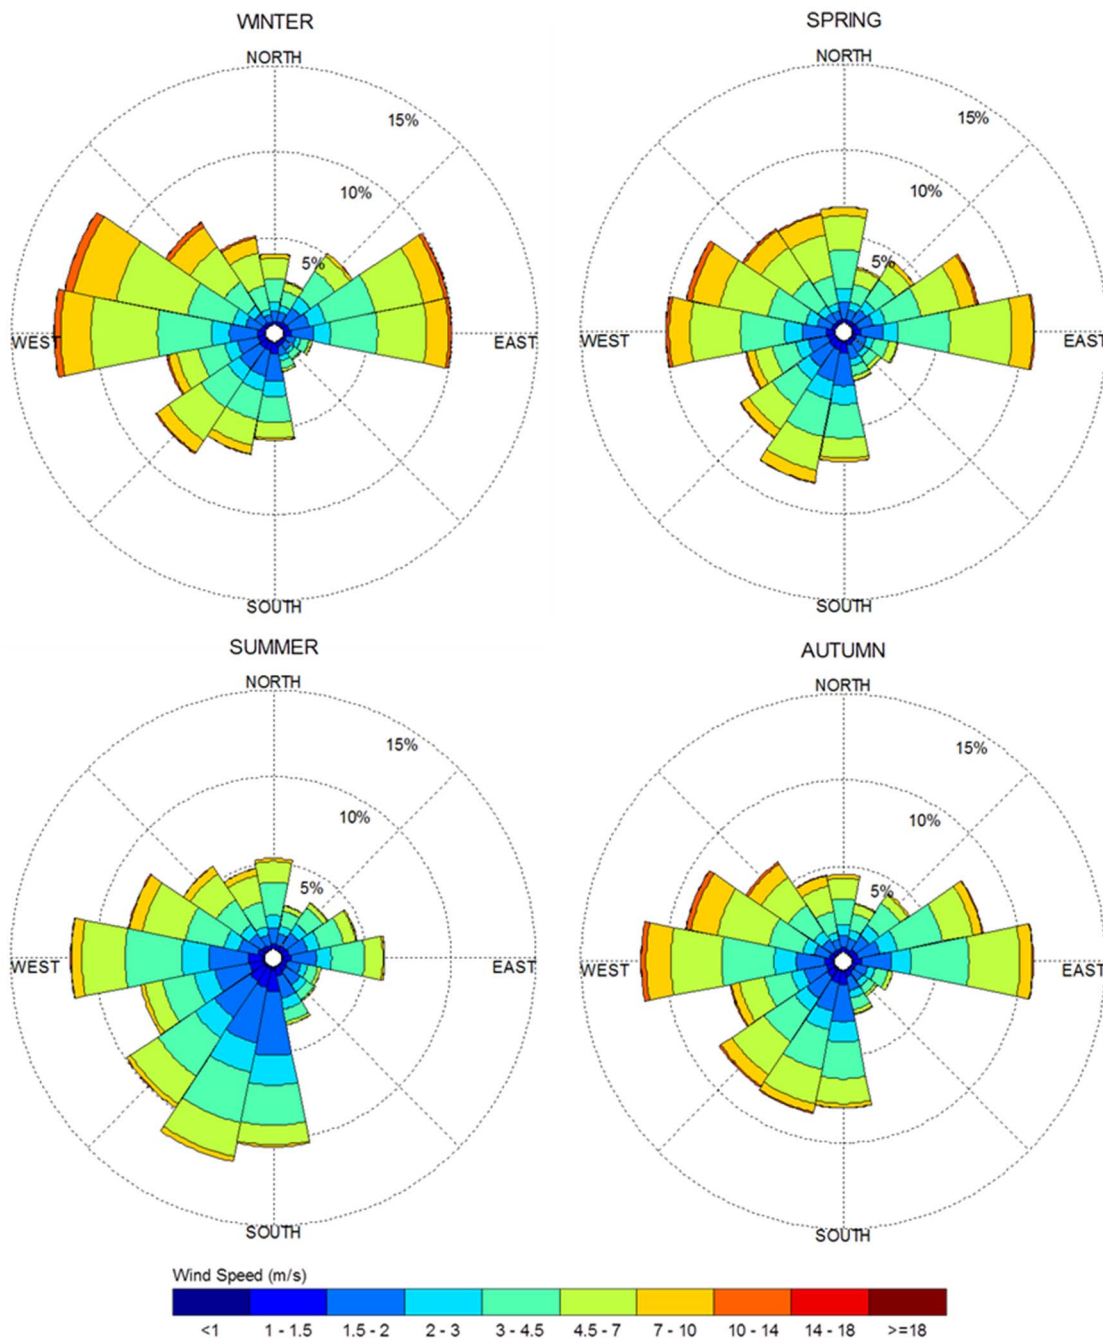 WINTER
NORTH
15%
10%
5%
WEST
EAST
SOUTH
SPRING
NORTH
15%
10%
5%
WEST
EAST
SOUTH
SUMMER
NORTH
15%
10%
5%
WEST
EAST
SOUTH
AUTUMN
NORTH
15%
10%
5%
WEST
EAST
SOUTH
Wind Speed (m/s)
<1 1 - 1.5 1.5 - 2 2 - 3 3 - 4.5 4.5 - 7 7 - 10 10 - 14 14 - 18 >=18